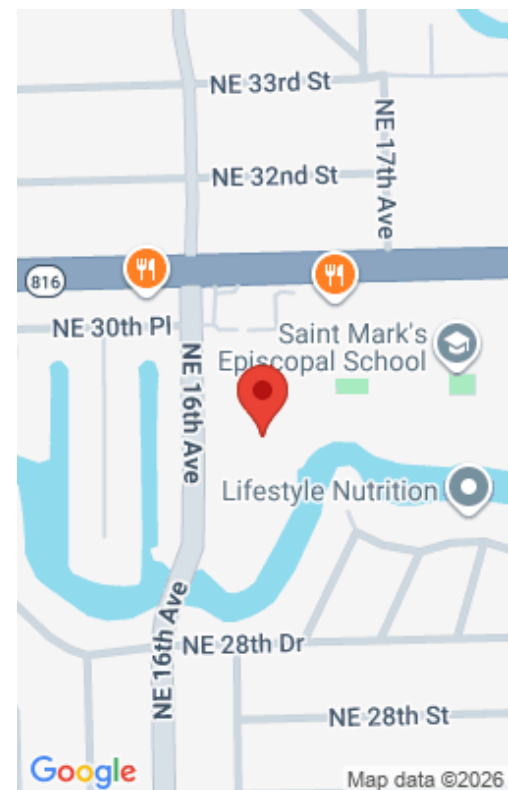 NE 33rd St
NE 17th Ave
NE 32nd St
816
NE 30th Pl
Saint Mark's
Episcopal School
NE 16th Ave
Lifestyle Nutrition
NE 16th Ave
NE 28th Dr
NE 28th St
Google
Map data ©2026